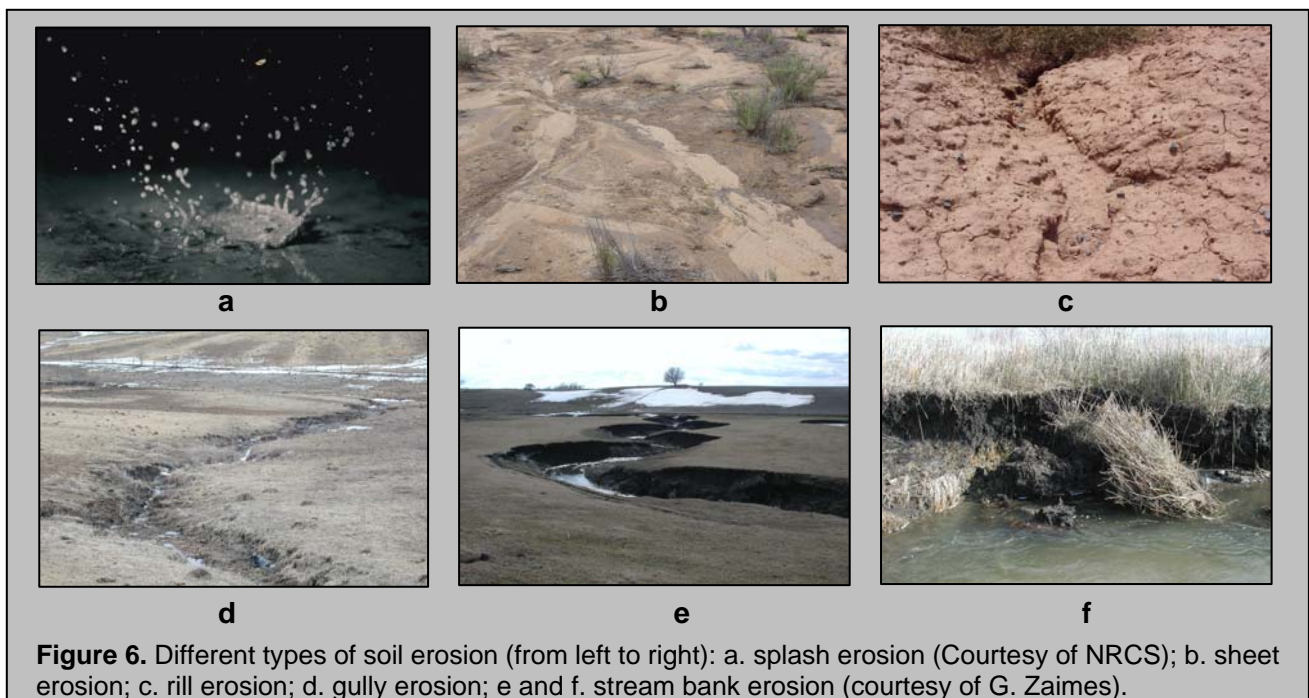 a
b
c
d
e
f
Figure 6. Different types of soil erosion (from left to right): a. splash erosion (Courtesy of NRCS); b. sheet
erosion; c. rill erosion; d. gully erosion; e and f. stream bank erosion (courtesy of G. Zaimes).